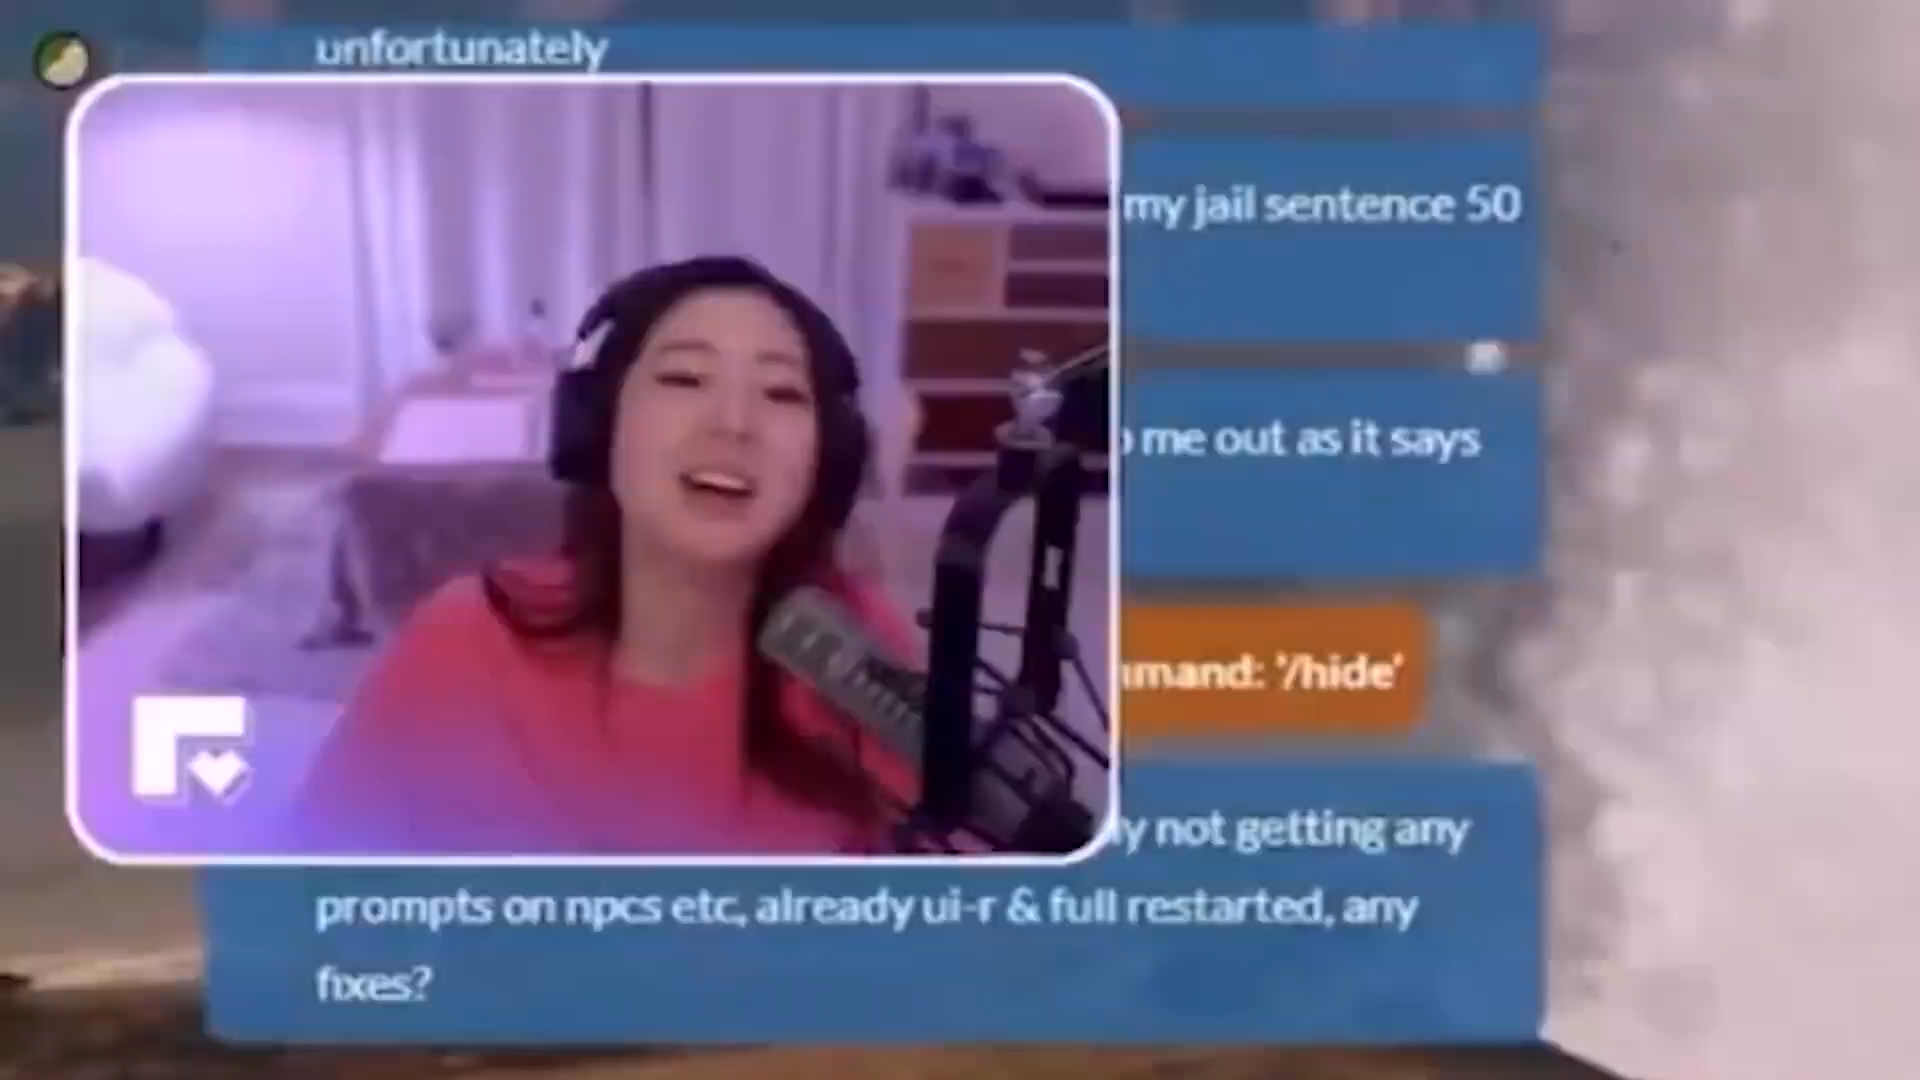 unfortunately
my jail sentence 50
me out as it says
mand: '/hide'
not getting any
prompts on npcs etc, already ui-r & full restarted, any
fixes?